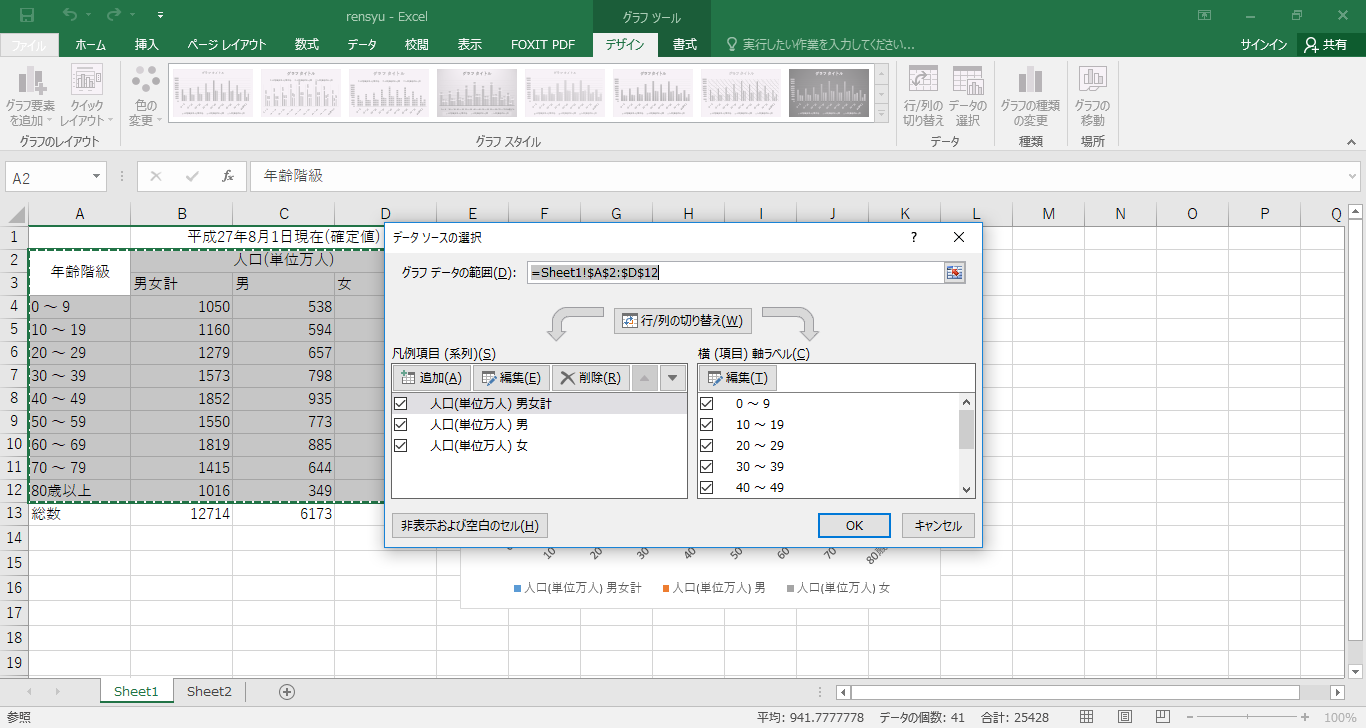 rensyu - Excel
グラフ ツール
ファイル ホーム 挿入 ページ レイアウト 数式 データ 校閲 表示 FOXIT PDF デザイン 書式 実行したい作業を入力してください... サインイン 共有
グラフ要素を追加 クイックレイアウト 色の変更 行/列の切り替え データの選択 グラフの種類の変更 グラフの移動
グラフのレイアウト グラフ スタイル データ 種類 場所
A2 fx 年齢階級
A B C D E F G H I J K L M N O P Q
1 平成27年8月1日現在(確定値)
2 年齢階級 人口(単位万人)
3 男女計 男 女
4 0 ～ 9 1050 538
5 10 ～ 19 1160 594
6 20 ～ 29 1279 657
7 30 ～ 39 1573 798
8 40 ～ 49 1852 935
9 50 ～ 59 1550 773
10 60 ～ 69 1819 885
11 70 ～ 79 1415 644
12 80歳以上 1016 349
13 総数 12714 6173
14
15
16
17
18
19
データ ソースの選択 ?
グラフ データの範囲(D): =Sheet1!$A$2:$D$12
行/列の切り替え(W)
凡例項目 (系列)(S)
追加(A) 編集(E) 削除(R)
人口(単位万人) 男女計
人口(単位万人) 男
人口(単位万人) 女
横 (項目) 軸ラベル(C)
編集(T)
0 ～ 9
10 ～ 19
20 ～ 29
30 ～ 39
40 ～ 49
非表示および空白のセル(H) OK キャンセル
10 20 30 40 50 60 70
人口(単位万人) 男女計 人口(単位万人) 男 人口(単位万人) 女
Sheet1 Sheet2
参照 平均: 941.7777778 データの個数: 41 合計: 25428 100%